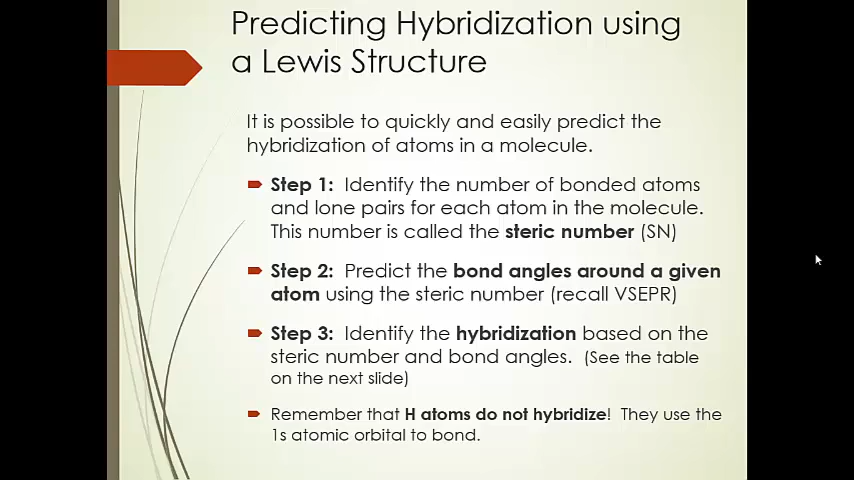 Predicting Hybridization using
a Lewis Structure
It is possible to quickly and easily predict the
hybridization of atoms in a molecule.
Step 1: Identify the number of bonded atoms
and lone pairs for each atom in the molecule.
This number is called the steric number (SN)
Step 2: Predict the bond angles around a given
atom using the steric number (recall VSEPR)
Step 3: Identify the hybridization based on the
steric number and bond angles. (See the table
on the next slide)
Remember that H atoms do not hybridize! They use the
1s atomic orbital to bond.